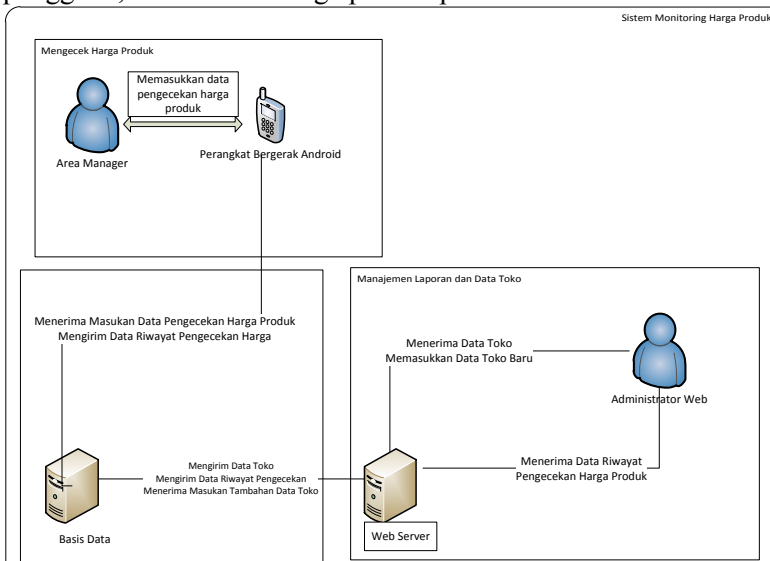 Sistem Monitoring Harga Produk
Mengecek Harga Produk
Memasukkan data
pengecekan harga
produk
Area Manager
Perangkat Bergerak Android
Menerima Masukan Data Pengecekan Harga Produk
Mengirim Data Riwayat Pengecekan Harga
Mengirim Data Toko
Mengirim Data Riwayat Pengecekan
Menerima Masukan Tambahan Data Toko
Basis Data
Manajemen Laporan dan Data Toko
Menerima Data Toko
Memasukkan Data Toko Baru
Administrator Web
Menerima Data Riwayat
Pengecekan Harga Produk
Web Server